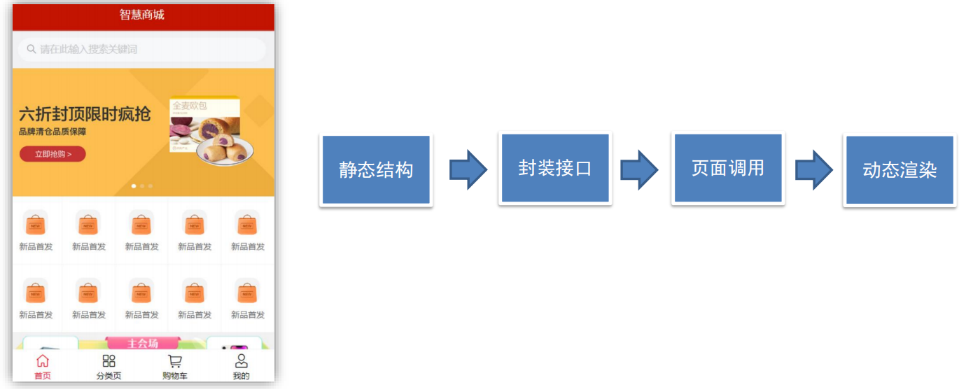 智慧商城
请在此输入搜索关键词
全麦欧包
六折封顶限时疯抢
品牌清仓品质保障
立即抢购 >
新品首发 新品首发 新品首发 新品首发 新品首发
新品首发 新品首发 新品首发 新品首发 新品首发
主会场
首页 分类页 购物车 我的
静态结构 封装接口 页面调用 动态渲染